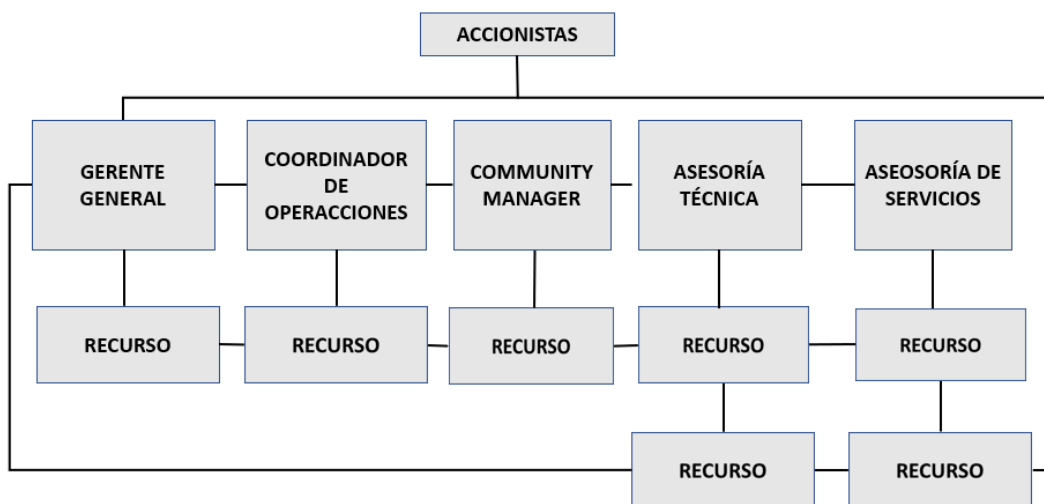 ACCIONISTAS
GERENTE
GENERAL
COORDINADOR
DE
OPERACCIONES
COMMUNITY
MANAGER
ASESORÍA
TÉCNICA
ASEOSORÍA DE
SERVICIOS
RECURSO
RECURSO
RECURSO
RECURSO
RECURSO
RECURSO
RECURSO